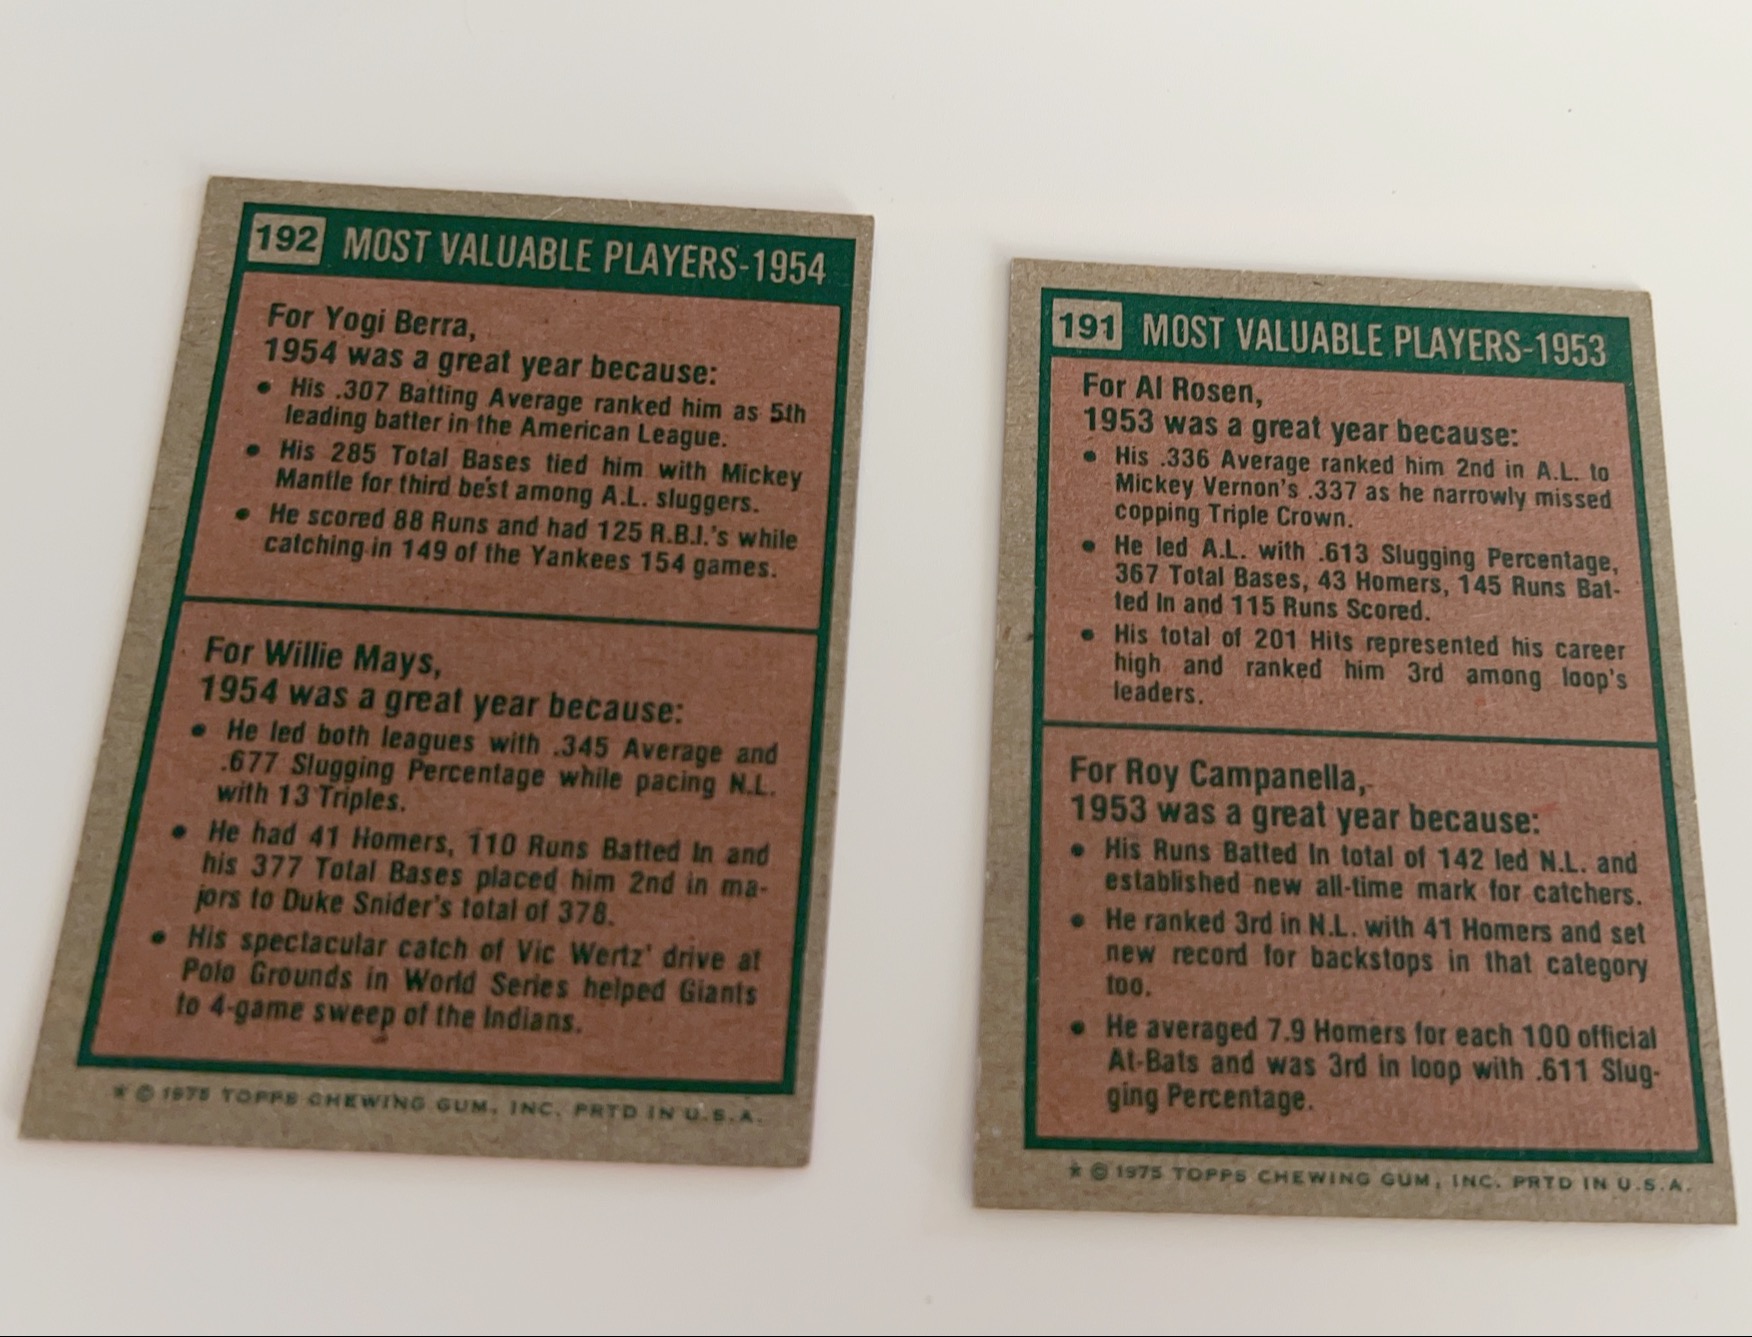 192 MOST VALUABLE PLAYERS-1954
For Yogi Berra,
1954 was a great year because:
• His .307 Batting Average ranked him as 5th
leading batter in the American League.
• His 285 Total Bases tied him with Mickey
Mantle for third best among A.L. sluggers.
• He scored 88 Runs and had 125 R.B.I.'s while
catching in 149 of the Yankees 154 games.
For Willie Mays,
1954 was a great year because:
• He led both leagues with .345 Average and
.677 Slugging Percentage while pacing N.L.
with 13 Triples.
• He had 41 Homers, 110 Runs Batted In and
his 377 Total Bases placed him 2nd in ma-
jors to Duke Snider's total of 378.
• His spectacular catch of Vic Wertz' drive at
Polo Grounds in World Series helped Giants
to 4-game sweep of the Indians.
* © 1975 TOPPS CHEWING GUM, INC. PRTD IN U.S.A.
191 MOST VALUABLE PLAYERS-1953
For Al Rosen,
1953 was a great year because:
• His .336 Average ranked him 2nd in A.L. to
Mickey Vernon's .337 as he narrowly missed
copping Triple Crown.
• He led A.L. with .613 Slugging Percentage,
367 Total Bases, 43 Homers, 145 Runs Bat-
ted In and 115 Runs Scored.
• His total of 201 Hits represented his career
high and ranked him 3rd among loop's
leaders.
For Roy Campanella,
1953 was a great year because:
• His Runs Batted In total of 142 led N.L. and
established new all-time mark for catchers.
• He ranked 3rd in N.L. with 41 Homers and set
new record for backstops in that category
too.
• He averaged 7.9 Homers for each 100 official
At-Bats and was 3rd in loop with .611 Slug-
ging Percentage.
* © 1975 TOPPS CHEWING GUM, INC. PRTD IN U.S.A.